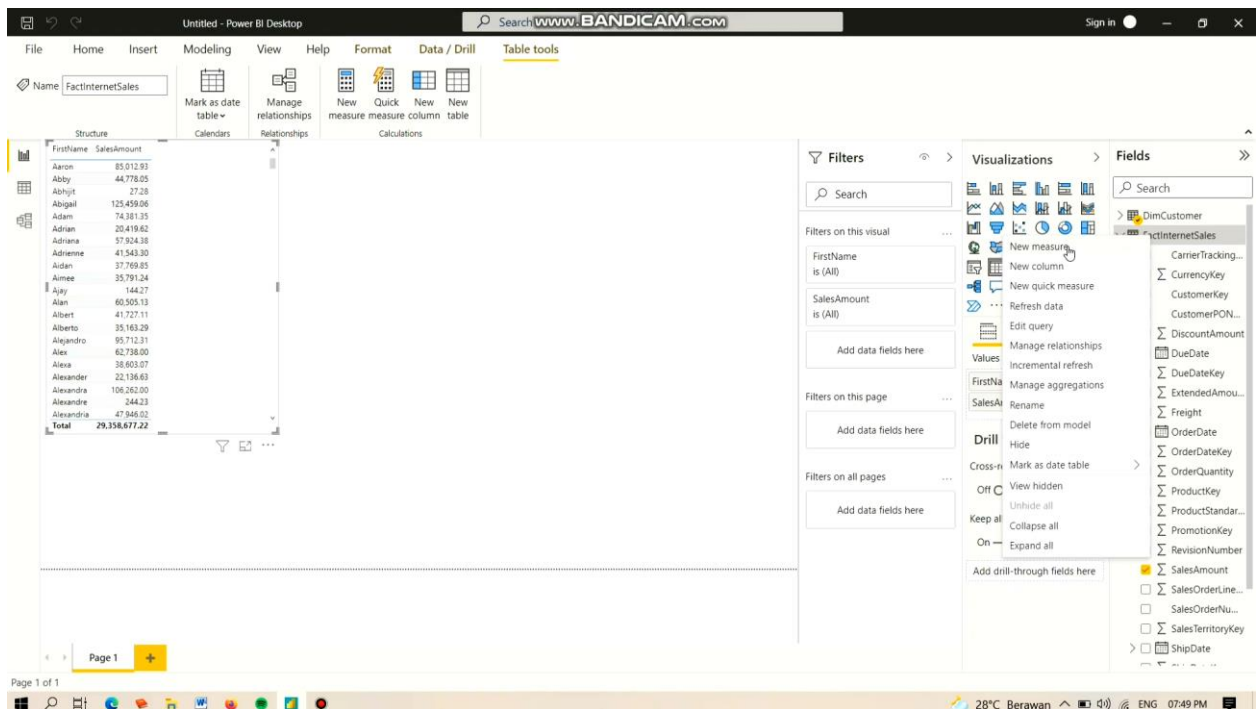 Untitled - Power BI Desktop
Search
www.BANDICAM.com
Sign in
File Home Insert Modeling View Help Format Data / Drill Table tools
Name FactInternetSales
Mark as date table
Manage relationships
New measure
Quick measure
New column
New table
Structure Calendars Relationships Calculations
FirstName SalesAmount
Aaron 85,012.93
Abby 44,778.05
Abhijit 27.28
Abigail 125,459.06
Adam 74,381.35
Adrian 20,419.62
Adriana 57,924.38
Adrienne 41,543.30
Aidan 37,769.85
Aimee 35,791.24
Ajay 144.27
Alan 60,505.13
Albert 41,727.11
Alberto 35,163.29
Alejandro 95,712.31
Alex 62,738.00
Alexa 38,603.07
Alexander 22,136.63
Alexandra 106,262.00
Alexandre 244.23
Alexandria 47,946.02
Total 29,358,677.22
Filters
Search
Filters on this visual ...
FirstName
is (All)
SalesAmount
is (All)
Add data fields here
Filters on this page ...
Add data fields here
Filters on all pages ...
Add data fields here
Visualizations
Values
FirstNa
SalesA
Drill
Cross-r
Off
Keep al
On
Add drill-through fields here
New measure
New column
New quick measure
Refresh data
Edit query
Manage relationships
Incremental refresh
Manage aggregations
Rename
Delete from model
Hide
Mark as date table
View hidden
Unhide all
Collapse all
Expand all
Fields
Search
DimCustomer
FactInternetSales
CarrierTracking...
CurrencyKey
CustomerKey
CustomerPON...
DiscountAmount
DueDate
DueDateKey
ExtendedAmou...
Freight
OrderDate
OrderDateKey
OrderQuantity
ProductKey
ProductStandar...
PromotionKey
RevisionNumber
SalesAmount
SalesOrderLine...
SalesOrderNu...
SalesTerritoryKey
ShipDate
Page 1
Page 1 of 1
28°C Berawan ENG 07:49 PM